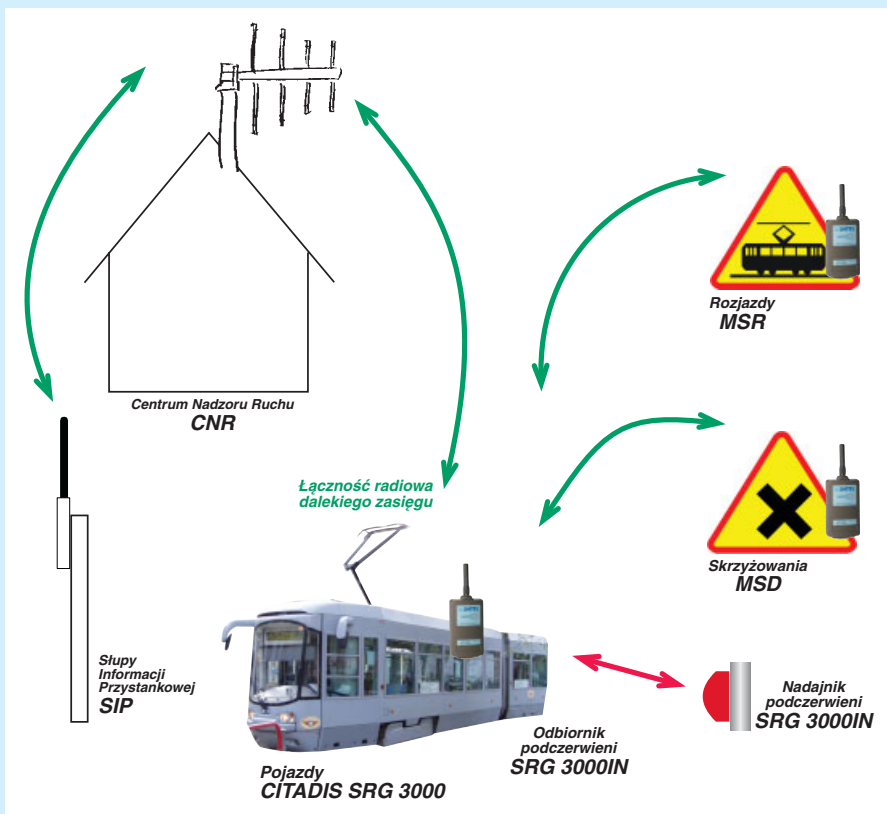 Rozjazdy
MSR
Centrum Nadzoru Ruchu
CNR
Łączność radiowa
dalekiego zasięgu
Skrzyżowania
MSD
Słupy
Informacji
Przystankowej
SIP
Nadajnik
podczerwieni
SRG 3000IN
Odbiornik
podczerwieni
SRG 3000IN
Pojazdy
CITADIS SRG 3000